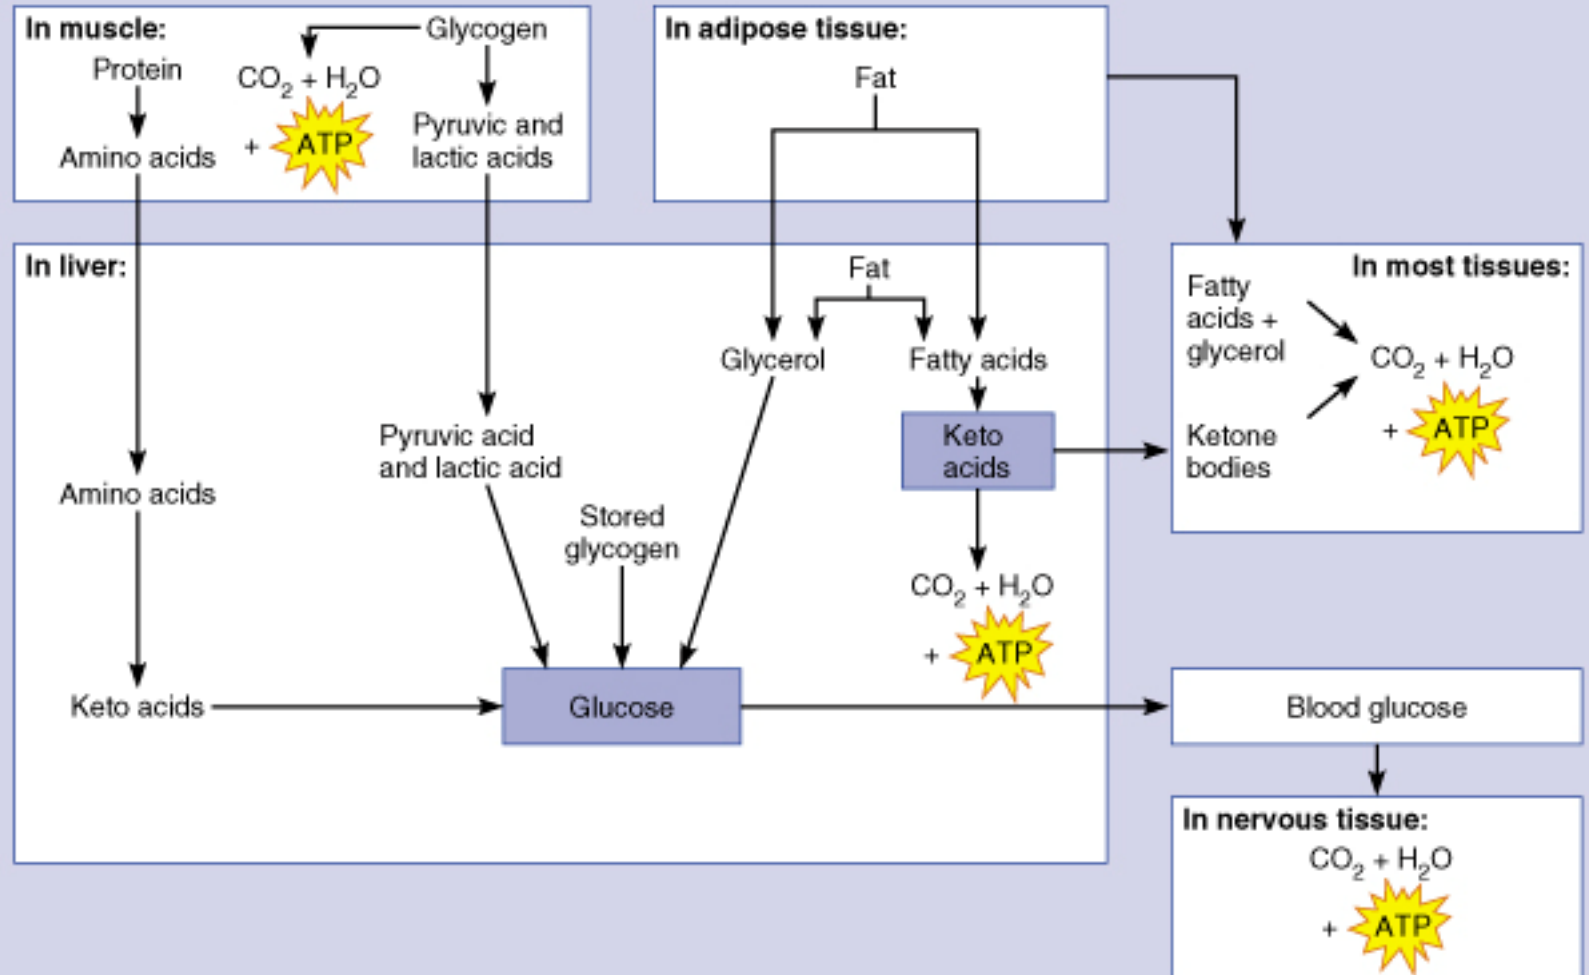 In muscle:
Protein
Amino acids
Glycogen
CO₂ + H₂O
+ ATP
Pyruvic and
lactic acids
In adipose tissue:
Fat
In liver:
Amino acids
Keto acids
Pyruvic acid
and lactic acid
Stored
glycogen
Fat
Glycerol
Fatty acids
Keto
acids
CO₂ + H₂O
+ ATP
Glucose
In most tissues:
Fatty
acids +
glycerol
Ketone
bodies
CO₂ + H₂O
+ ATP
Blood glucose
In nervous tissue:
CO₂ + H₂O
+ ATP